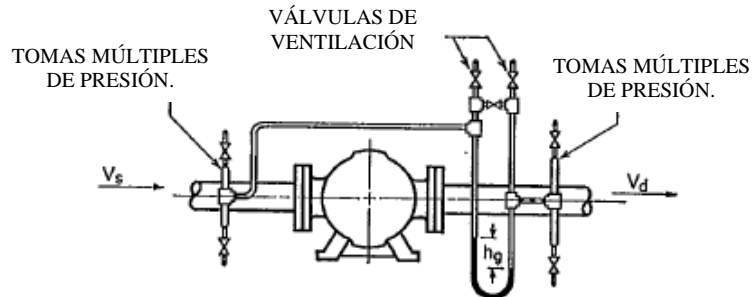 VÁLVULAS DE
VENTILACIÓN
TOMAS MÚLTIPLES
DE PRESIÓN.
TOMAS MÚLTIPLES
DE PRESIÓN.
Vs
Vd
hg